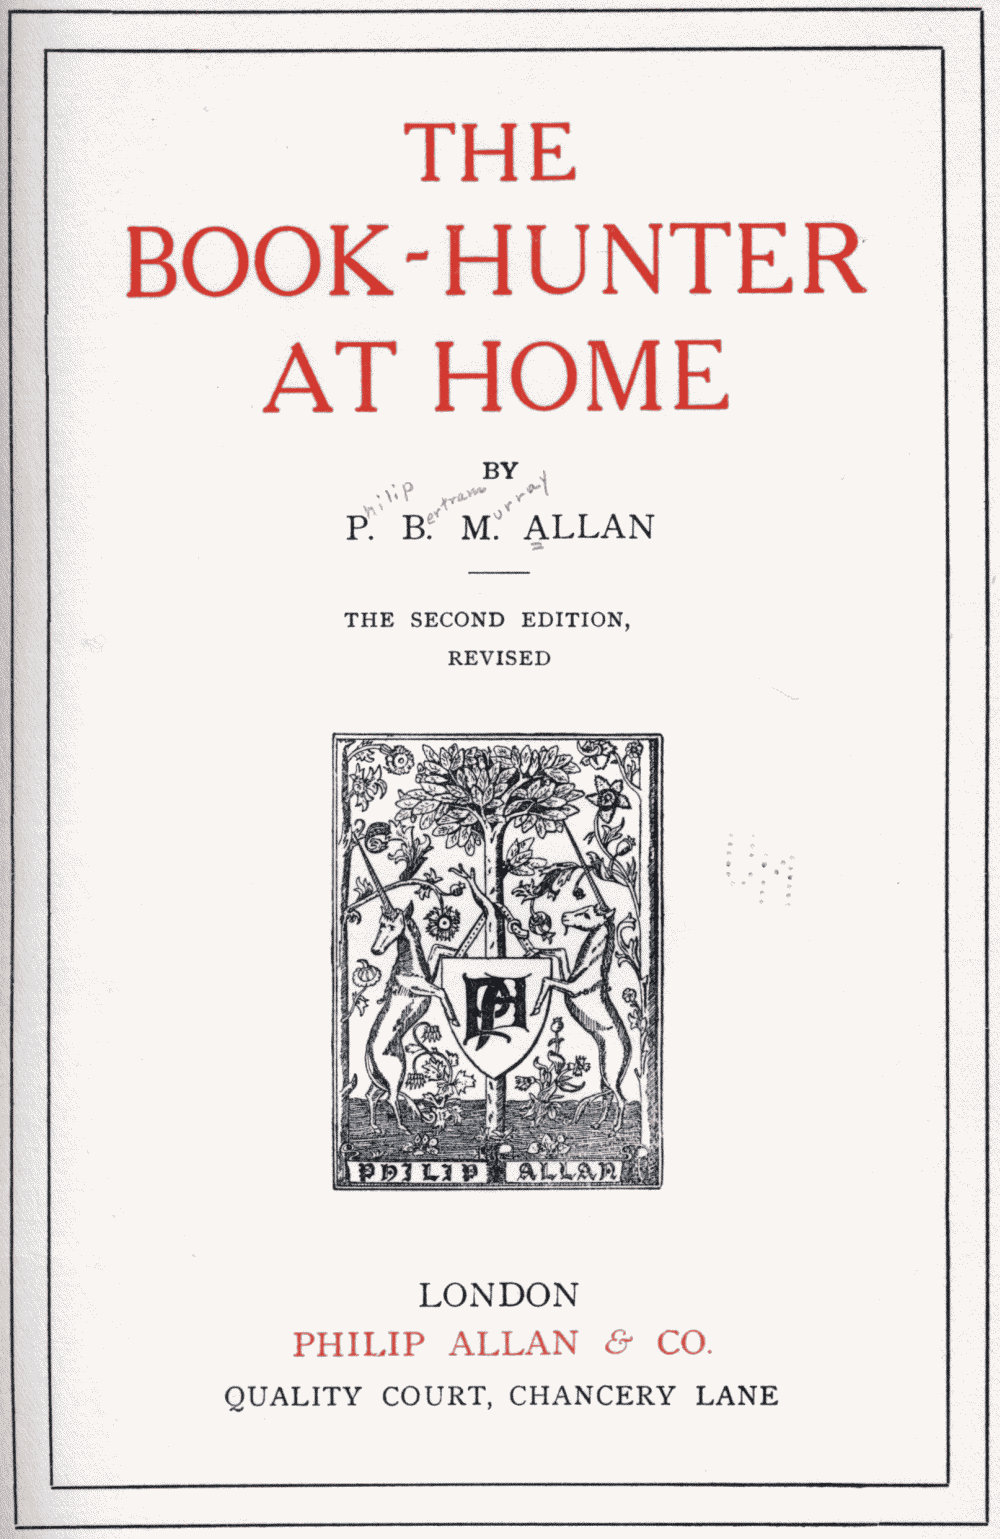 THE
BOOK-HUNTER
AT HOME
BY
hilip ertram urray
P. B. M. ALLAN
THE SECOND EDITION,
REVISED
PA
PHILIP ALLAN
LONDON
PHILIP ALLAN & CO.
QUALITY COURT, CHANCERY LANE